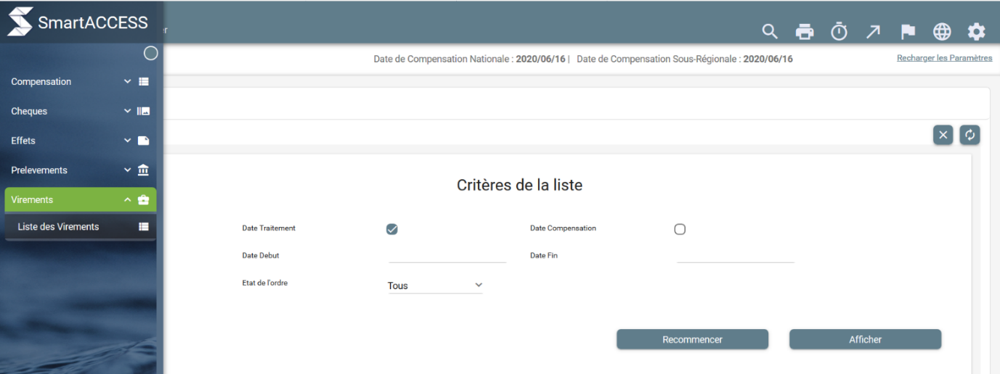 SmartACCESS
er
Date de Compensation Nationale : 2020/06/16 | Date de Compensation Sous-Régionale : 2020/06/16
Recharger les Paramètres
Compensation
Cheques
Effets
Prelevements
Virements
Liste des Virements
Critères de la liste
Date Traitement
Date Compensation
Date Debut
Date Fin
Etat de l'ordre
Tous
Recommencer
Afficher